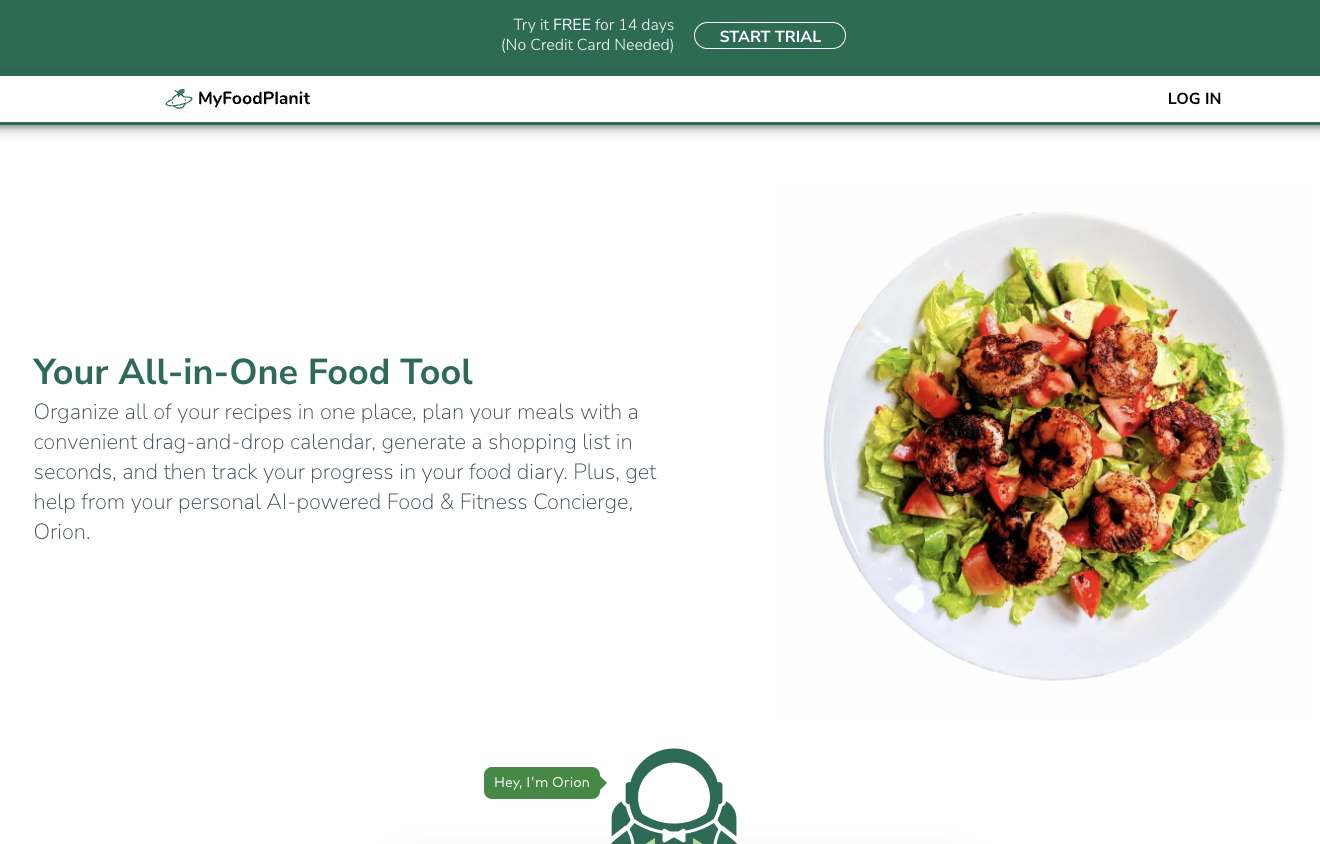 Try it FREE for 14 days
(No Credit Card Needed)
START TRIAL
MyFoodPlanit
LOG IN
Your All-in-One Food Tool
Organize all of your recipes in one place, plan your meals with a
convenient drag-and-drop calendar, generate a shopping list in
seconds, and then track your progress in your food diary. Plus, get
help from your personal AI-powered Food & Fitness Concierge,
Orion.
Hey, I'm Orion